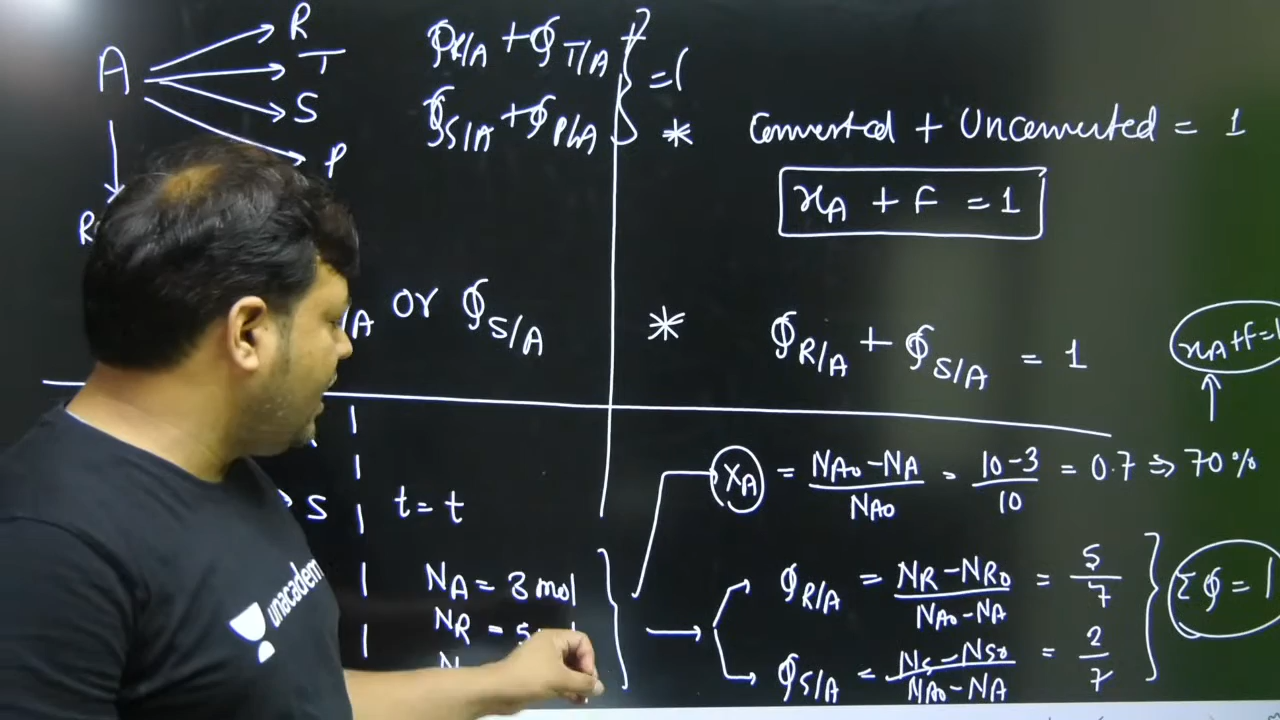 R
A
T
S
P
R
ϕR/A + ϕT/A +
ϕS/A + ϕP/A = 1
* Converted + Unconverted = 1
xA + F = 1
/A or ϕS/A
* ϕR/A + ϕS/A = 1
xA + F = 1
S
t = t
NA = 3 mol
NR = 5
N
XA = NA0 - NA / NA0 = 10 - 3 / 10 = 0.7 ⇒ 70%
ϕR/A = NR - NR0 / NA0 - NA = 5 / 7
ϕS/A = NS - NS0 / NA0 - NA = 2 / 7
Σϕ = 1
unacadem